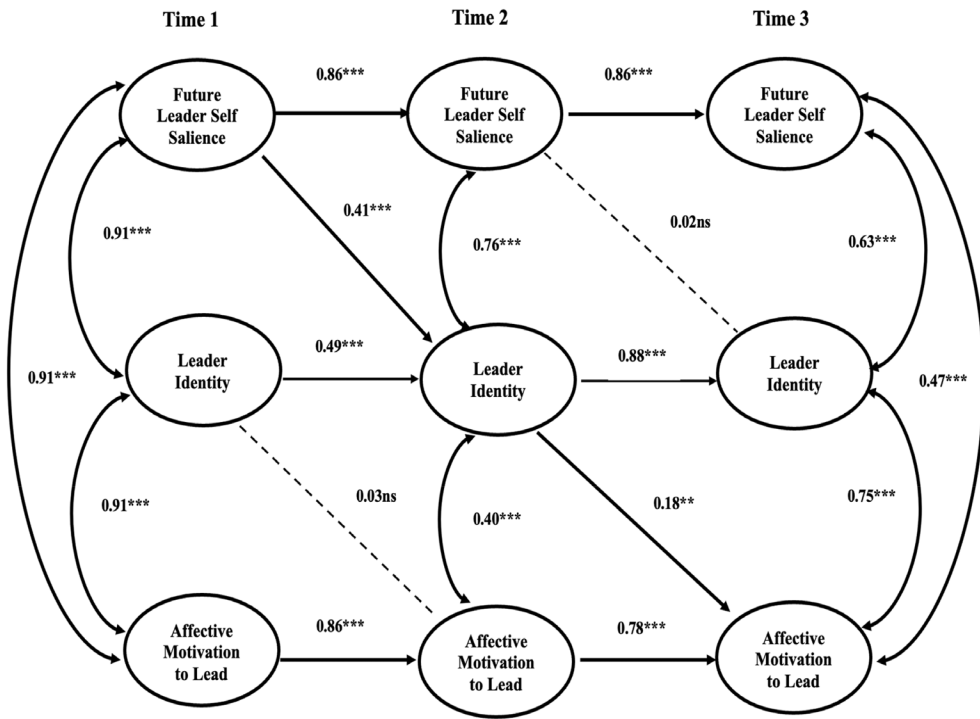 Time 1
Time 2
Time 3
Future
Leader Self
Salience
0.86***
Future
Leader Self
Salience
0.86***
Future
Leader Self
Salience
0.91***
0.41***
0.76***
0.02ns
0.63***
0.91***
Leader
Identity
0.49***
Leader
Identity
0.88***
Leader
Identity
0.47***
0.91***
0.03ns
0.40***
0.18**
0.75***
Affective
Motivation
to Lead
0.86***
Affective
Motivation
to Lead
0.78***
Affective
Motivation
to Lead